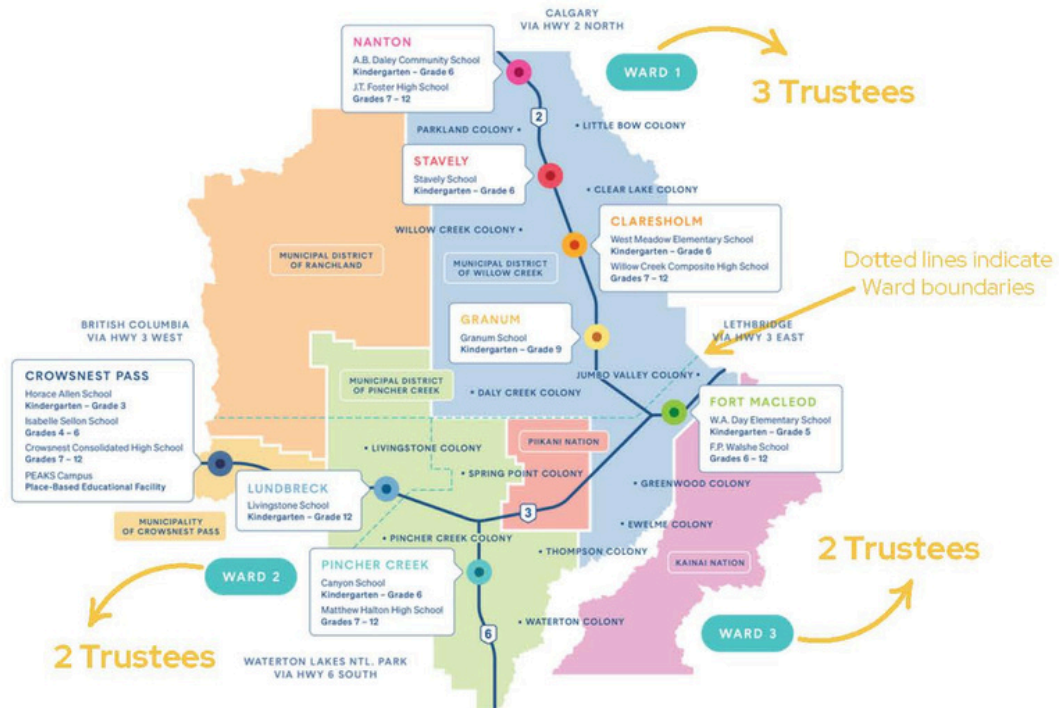 CALGARY
VIA HWY 2 NORTH
NANTON
A.B. Daley Community School
Kindergarten – Grade 6
J.T. Foster High School
Grades 7 – 12
WARD 1
3 Trustees
2
PARKLAND COLONY
LITTLE BOW COLONY
STAVELY
Stavely School
Kindergarten – Grade 6
CLEAR LAKE COLONY
CLARESHOLM
West Meadow Elementary School
Kindergarten – Grade 6
Willow Creek Composite High School
Grades 7 – 12
WILLOW CREEK COLONY
MUNICIPAL DISTRICT
OF RANCHLAND
MUNICIPAL DISTRICT
OF WILLOW CREEK
Dotted lines indicate
Ward boundaries
BRITISH COLUMBIA
VIA HWY 3 WEST
GRANUM
Granum School
Kindergarten – Grade 9
LETHBRIDGE
VIA HWY 3 EAST
CROWSNEST PASS
Horace Allen School
Kindergarten – Grade 3
Isabelle Sellon School
Grades 4 – 6
Crowsnest Consolidated High School
Grades 7 – 12
PEAKS Campus
Place-Based Educational Facility
MUNICIPAL DISTRICT
OF PINCHER CREEK
JUMBO VALLEY COLONY
DALY CREEK COLONY
FORT MACLEOD
W.A. Day Elementary School
Kindergarten – Grade 5
F.P. Walshe School
Grades 6 – 12
LIVINGSTONE COLONY
PIIKANI NATION
SPRING POINT COLONY
LUNDBRECK
Livingstone School
Kindergarten – Grade 12
GREENWOOD COLONY
3
MUNICIPALITY
OF CROWSNEST PASS
PINCHER CREEK COLONY
EWELME COLONY
THOMPSON COLONY
KAINAI NATION
2 Trustees
WARD 2
PINCHER CREEK
Canyon School
Kindergarten – Grade 6
Matthew Halton High School
Grades 7 – 12
WATERTON COLONY
6
WARD 3
2 Trustees
WATERTON LAKES NTL. PARK
VIA HWY 6 SOUTH